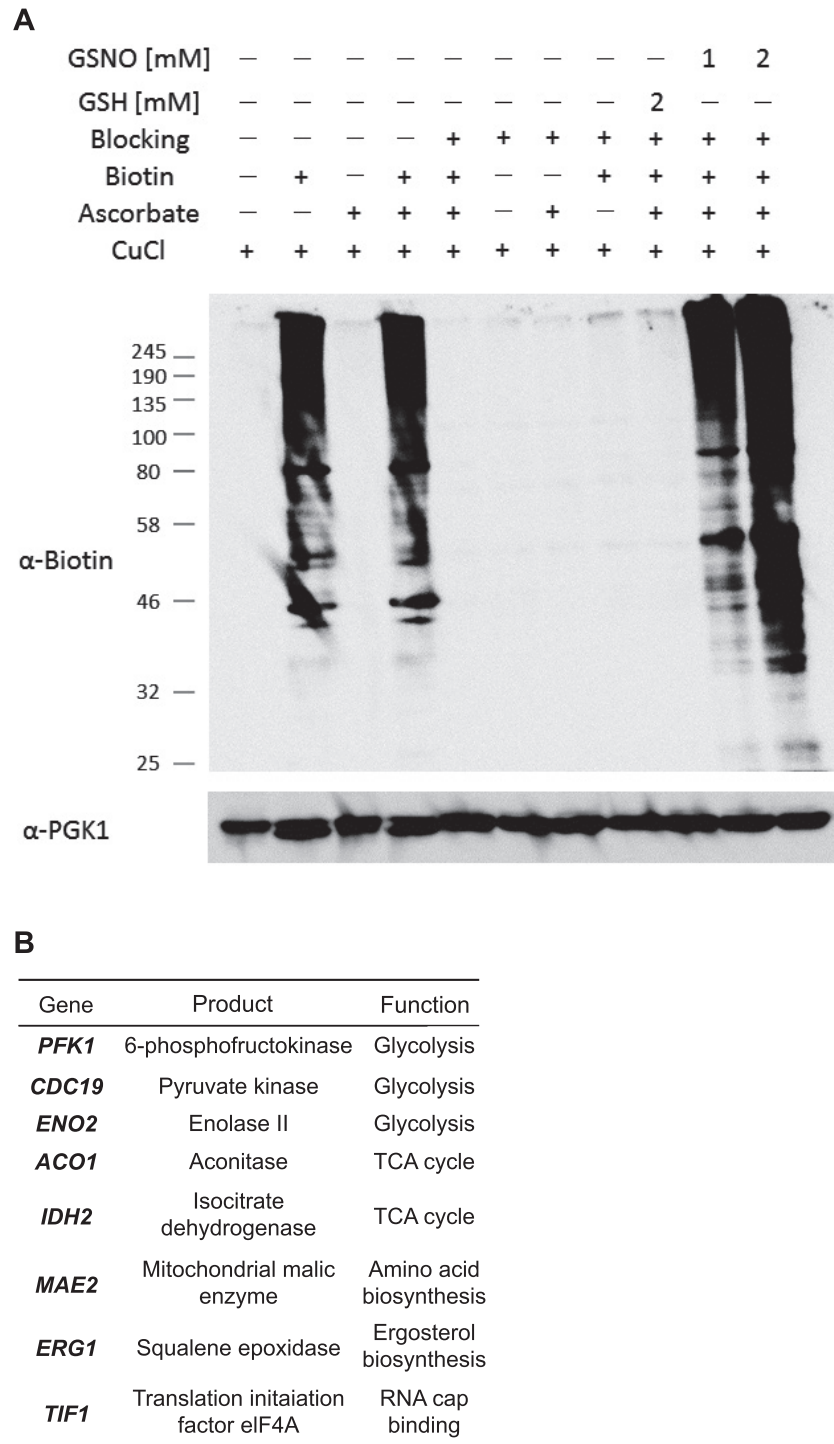 A
GSNO [mM] — — — — — — — — — 1 2
GSH [mM] — — — — — — — — 2 — —
Blocking — — — — + + + + + + +
Biotin — + — + + — — + + + +
Ascorbate — — + + + — + — + + +
CuCl + + + + + + + + + + +
245
190
135
100
80
58
α-Biotin
46
32
25
α-PGK1
B
Gene Product Function
PFK1 6-phosphofructokinase Glycolysis
CDC19 Pyruvate kinase Glycolysis
ENO2 Enolase II Glycolysis
ACO1 Aconitase TCA cycle
IDH2 Isocitrate dehydrogenase TCA cycle
MAE2 Mitochondrial malic enzyme Amino acid biosynthesis
ERG1 Squalene epoxidase Ergosterol biosynthesis
TIF1 Translation initaiation factor eIF4A RNA cap binding